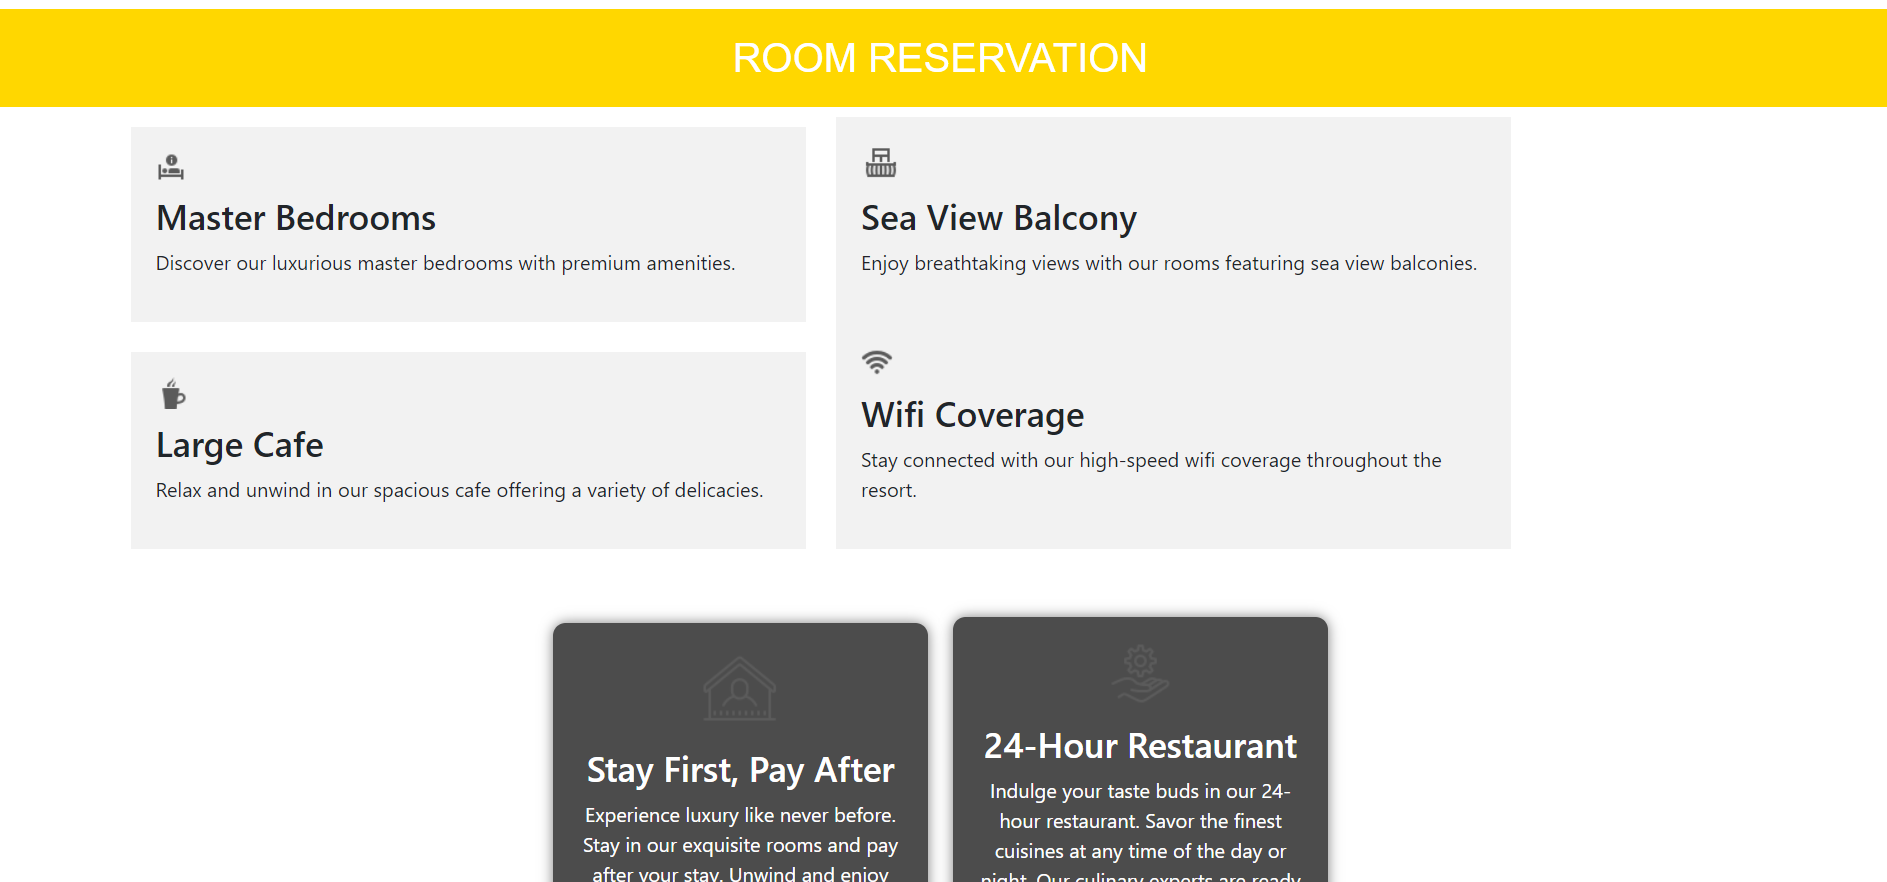 ROOM RESERVATION
Master Bedrooms
Discover our luxurious master bedrooms with premium amenities.
Sea View Balcony
Enjoy breathtaking views with our rooms featuring sea view balconies.
Large Cafe
Relax and unwind in our spacious cafe offering a variety of delicacies.
Wifi Coverage
Stay connected with our high-speed wifi coverage throughout the
resort.
Stay First, Pay After
Experience luxury like never before.
Stay in our exquisite rooms and pay
after your stay. Unwind and enjoy
24-Hour Restaurant
Indulge your taste buds in our 24-
hour restaurant. Savor the finest
cuisines at any time of the day or
night. Our culinary experts are ready